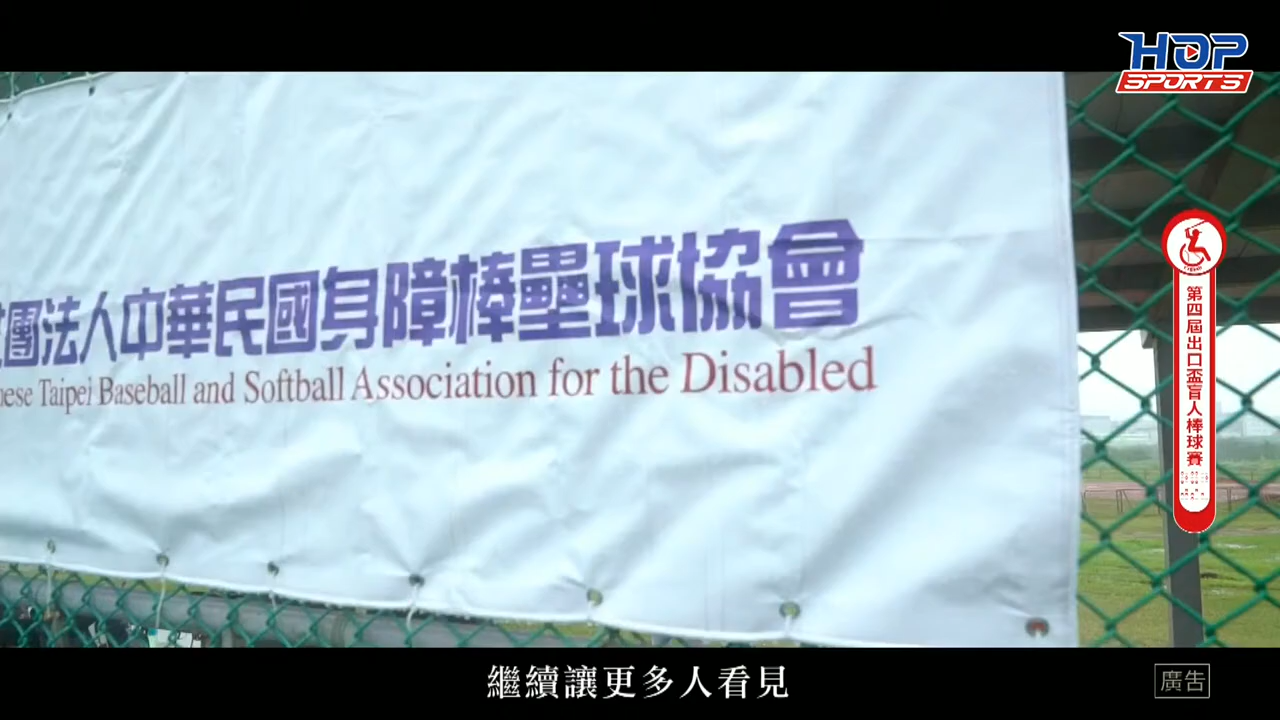 HOP
SPORTS
團法人中華民國身障棒壘球協會
ese Taipei Baseball and Softball Association for the Disabled
第四屆出口盃盲人棒球賽
繼續讓更多人看見
廣告